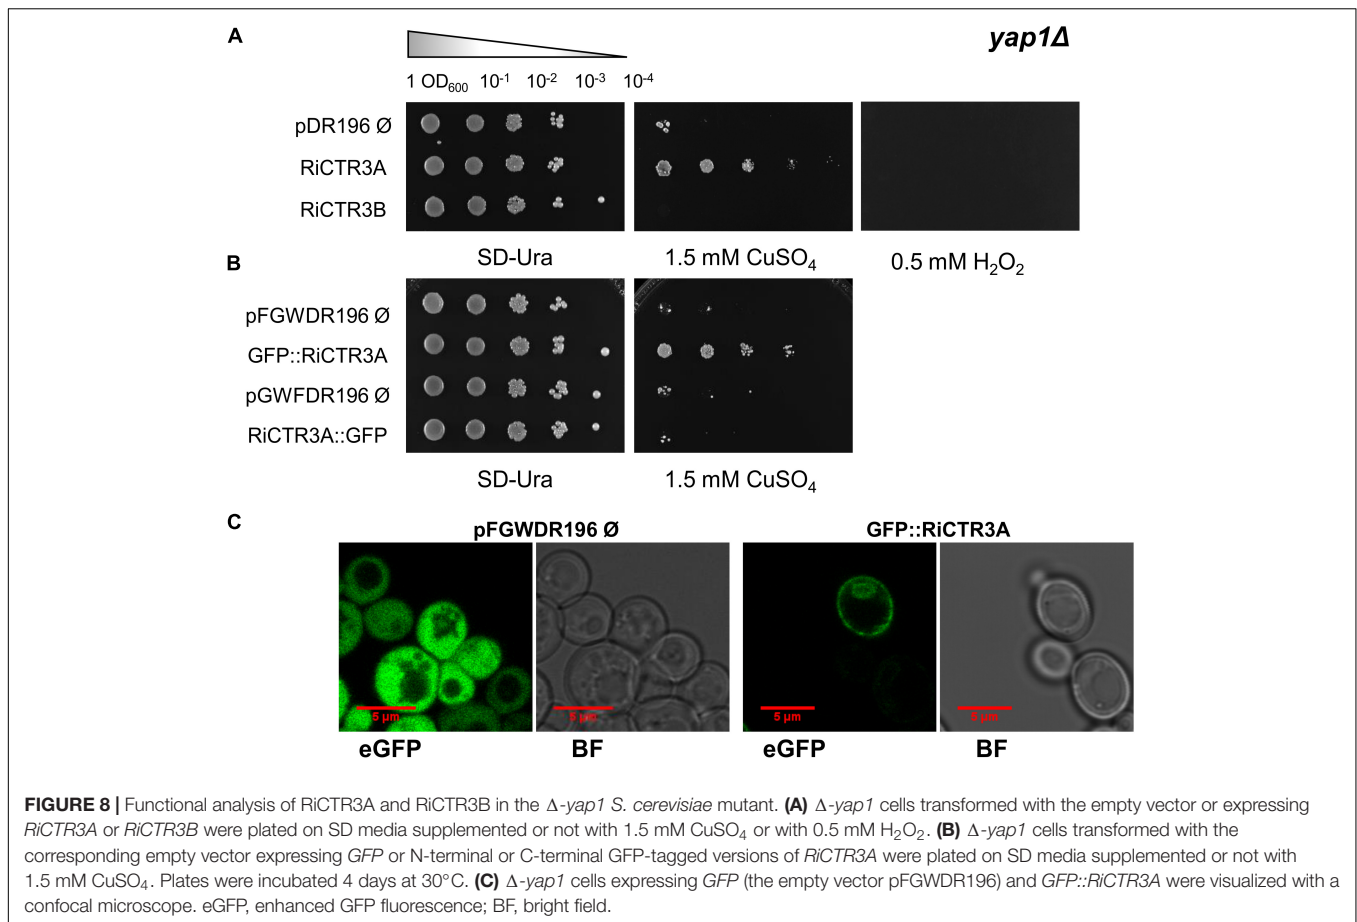 A
yap1Δ
1 OD600 10-1 10-2 10-3 10-4
pDR196 Ø
RiCTR3A
RiCTR3B
SD-Ura 1.5 mM CuSO4 0.5 mM H2O2
B
pFGWDR196 Ø
GFP::RiCTR3A
pGWFDR196 Ø
RiCTR3A::GFP
SD-Ura 1.5 mM CuSO4
C
pFGWDR196 Ø GFP::RiCTR3A
5 µm 5 µm 5 µm 5 µm
eGFP BF eGFP BF
FIGURE 8 | Functional analysis of RiCTR3A and RiCTR3B in the Δ-yap1 S. cerevisiae mutant. (A) Δ-yap1 cells transformed with the empty vector or expressing
RiCTR3A or RiCTR3B were plated on SD media supplemented or not with 1.5 mM CuSO4 or with 0.5 mM H2O2. (B) Δ-yap1 cells transformed with the
corresponding empty vector expressing GFP or N-terminal or C-terminal GFP-tagged versions of RiCTR3A were plated on SD media supplemented or not with
1.5 mM CuSO4. Plates were incubated 4 days at 30°C. (C) Δ-yap1 cells expressing GFP (the empty vector pFGWDR196) and GFP::RiCTR3A were visualized with a
confocal microscope. eGFP, enhanced GFP fluorescence; BF, bright field.